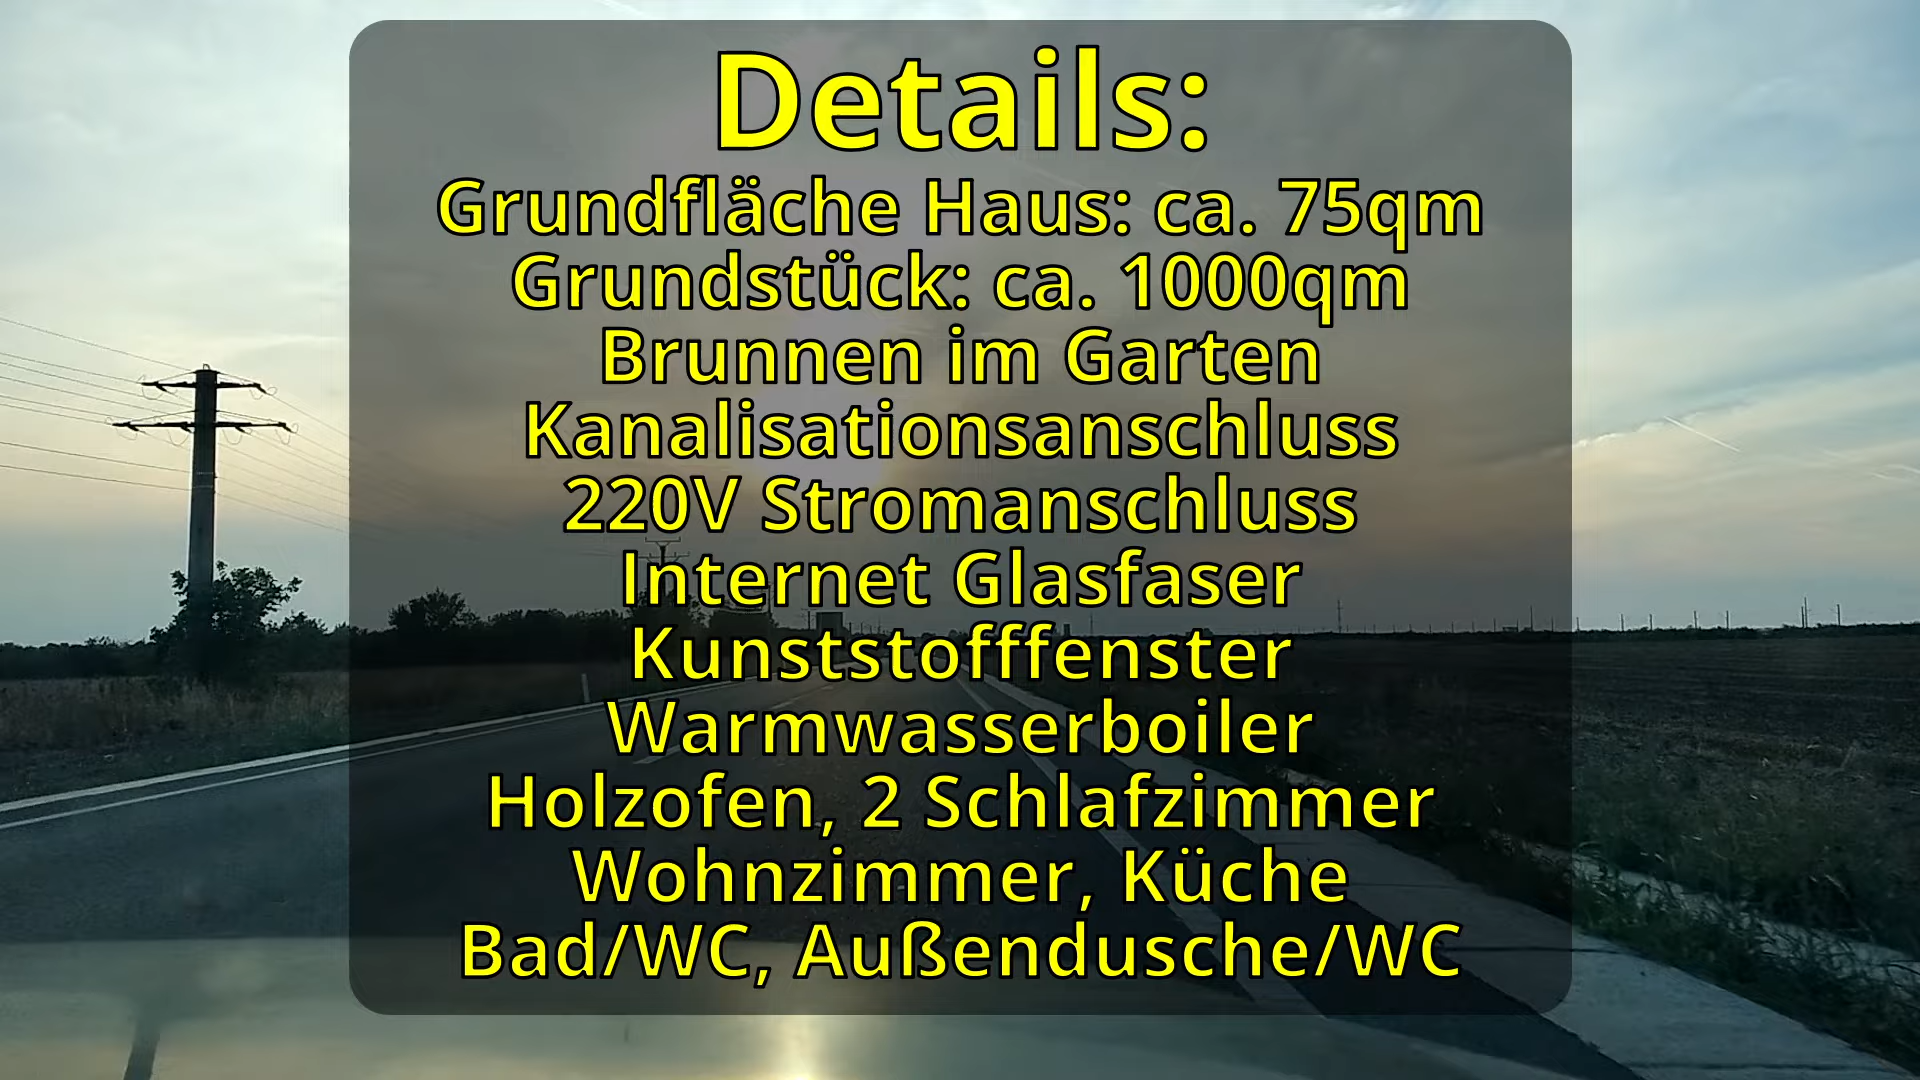 Details:
Grundfläche Haus: ca. 75qm
Grundstück: ca. 1000qm
Brunnen im Garten
Kanalisationsanschluss
220V Stromanschluss
Internet Glasfaser
Kunststofffenster
Warmwasserboiler
Holzofen, 2 Schlafzimmer
Wohnzimmer, Küche
Bad/WC, Außendusche/WC